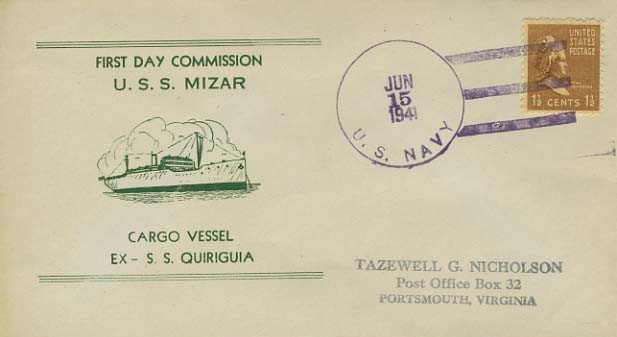 FIRST DAY COMMISSION
U. S. S. MIZAR
CARGO VESSEL
EX - S. S. QUIRIGUIA
JUN
15
1941
U. S. NAVY
UNITED
STATES
POSTAGE
1½ CENTS 1½
TAZEWELL G. NICHOLSON
Post Office Box 32
PORTSMOUTH, VIRGINIA